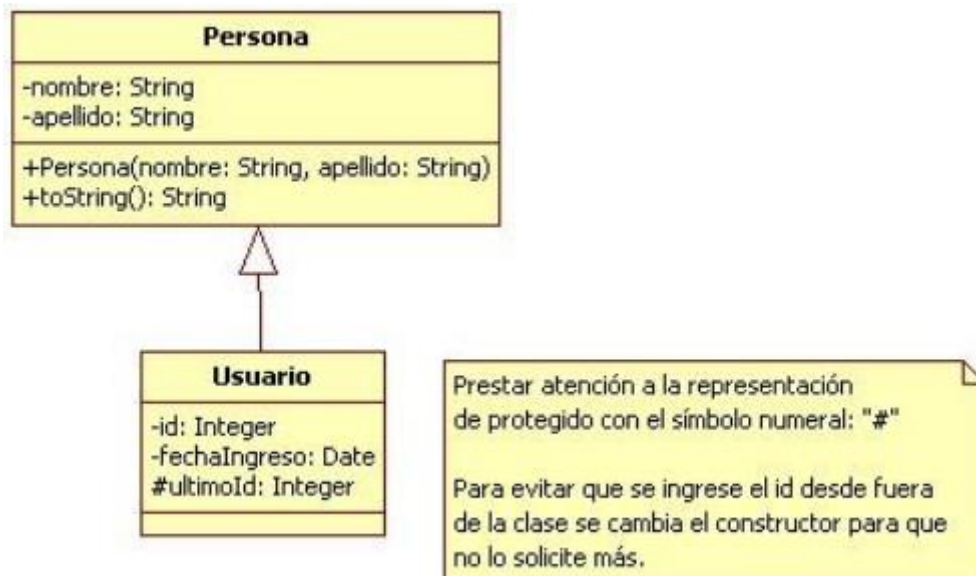 Persona
-nombre: String
-apellido: String
+Persona(nombre: String, apellido: String)
+toString(): String
Usuario
-id: Integer
-fechaIngreso: Date
#ultimoId: Integer
Prestar atención a la representación
de protegido con el símbolo numeral: "#"
Para evitar que se ingrese el id desde fuera
de la clase se cambia el constructor para que
no lo solicite más.